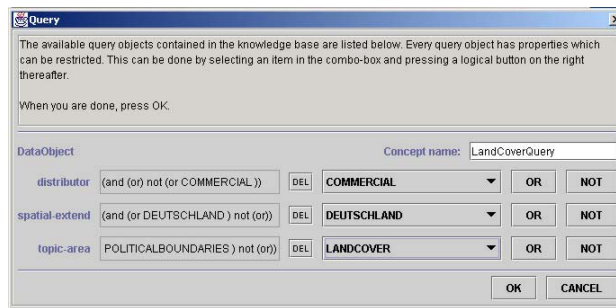 Query
The available query objects contained in the knowledge base are listed below. Every query object has properties which
can be restricted. This can be done by selecting an item in the combo-box and pressing a logical button on the right
thereafter.
When you are done, press OK.
DataObject Concept name: LandCoverQuery
distributor (and (or) not (or COMMERCIAL )) DEL COMMERCIAL OR NOT
spatial-extend (and (or DEUTSCHLAND ) not (or)) DEL DEUTSCHLAND OR NOT
topic-area POLITICALBOUNDARIES ) not (or)) DEL LANDCOVER OR NOT
OK CANCEL